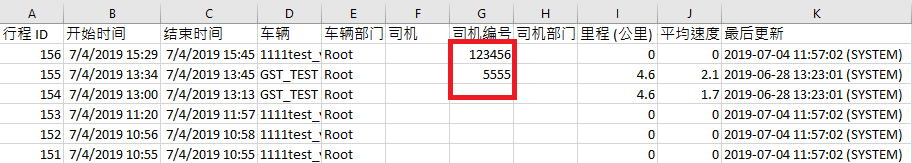 A B C D E F G H I J K
行程 ID 开始时间 结束时间 车辆 车辆部门 司机 司机编号 司机部门 里程 (公里) 平均速度 最后更新
156 7/4/2019 15:29 7/4/2019 15:45 1111test_ Root 123456 0 0 2019-07-04 11:57:02 (SYSTEM)
155 7/4/2019 13:34 7/4/2019 13:45 GST_TEST Root 5555 4.6 2.1 2019-06-28 13:23:01 (SYSTEM)
154 7/4/2019 13:00 7/4/2019 13:13 GST_TEST Root 4.6 1.7 2019-06-28 13:23:01 (SYSTEM)
153 7/4/2019 11:20 7/4/2019 11:57 1111test_ Root 0 0 2019-07-04 11:57:02 (SYSTEM)
152 7/4/2019 10:56 7/4/2019 10:58 1111test_ Root 0 0 2019-07-04 11:57:02 (SYSTEM)
151 7/4/2019 10:55 7/4/2019 10:55 1111test_ Root 0 0 2019-07-04 11:57:02 (SYSTEM)